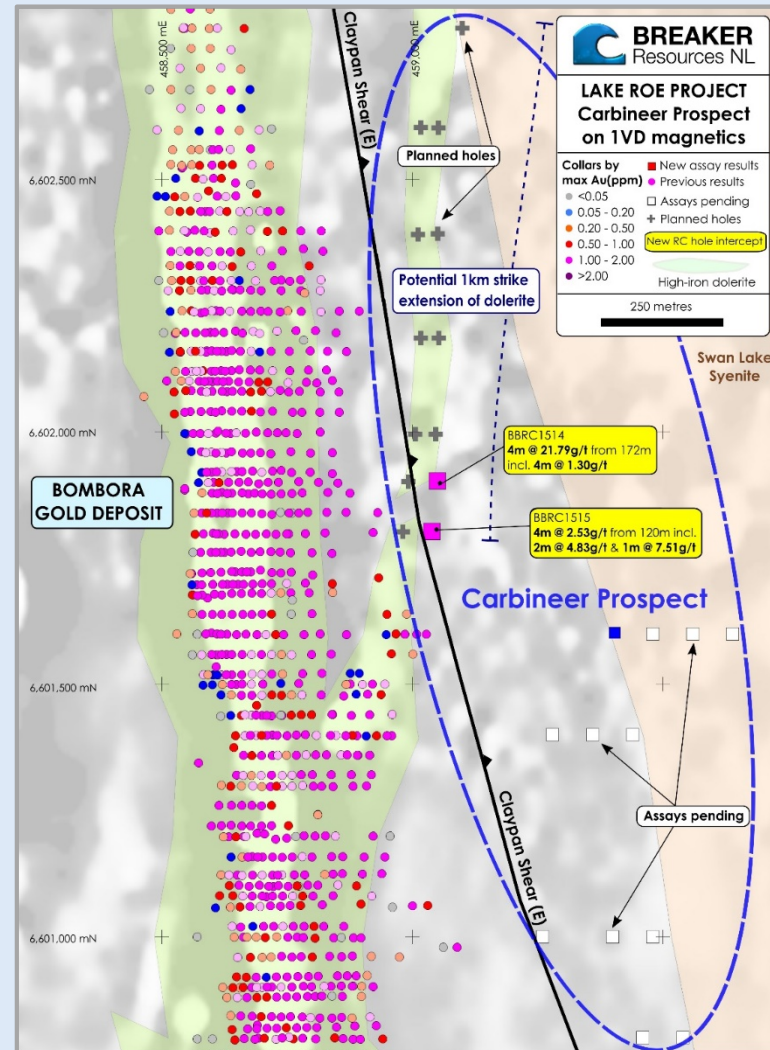 458,500 mE
459,000 mE
Claypan Shear (E)
BREAKER
Resources NL
LAKE ROE PROJECT
Carbineer Prospect
on 1VD magnetics
Collars by
max Au(ppm)
<0.05
0.05 - 0.20
0.20 - 0.50
0.50 - 1.00
1.00 - 2.00
>2.00
New assay results
Previous results
Assays pending
Planned holes
New RC hole intercept
High-iron dolerite
250 metres
Planned holes
6,602,500 mN
Potential 1km strike
extension of dolerite
Swan Lake
Syenite
6,602,000 mN
BBRC1514
4m @ 21.79g/t from 172m
incl. 4m @ 1.30g/t
BOMBORA
GOLD DEPOSIT
BBRC1515
4m @ 2.53g/t from 120m incl.
2m @ 4.83g/t & 1m @ 7.51g/t
Carbineer Prospect
6,601,500 mN
Claypan Shear (E)
Assays pending
6,601,000 mN